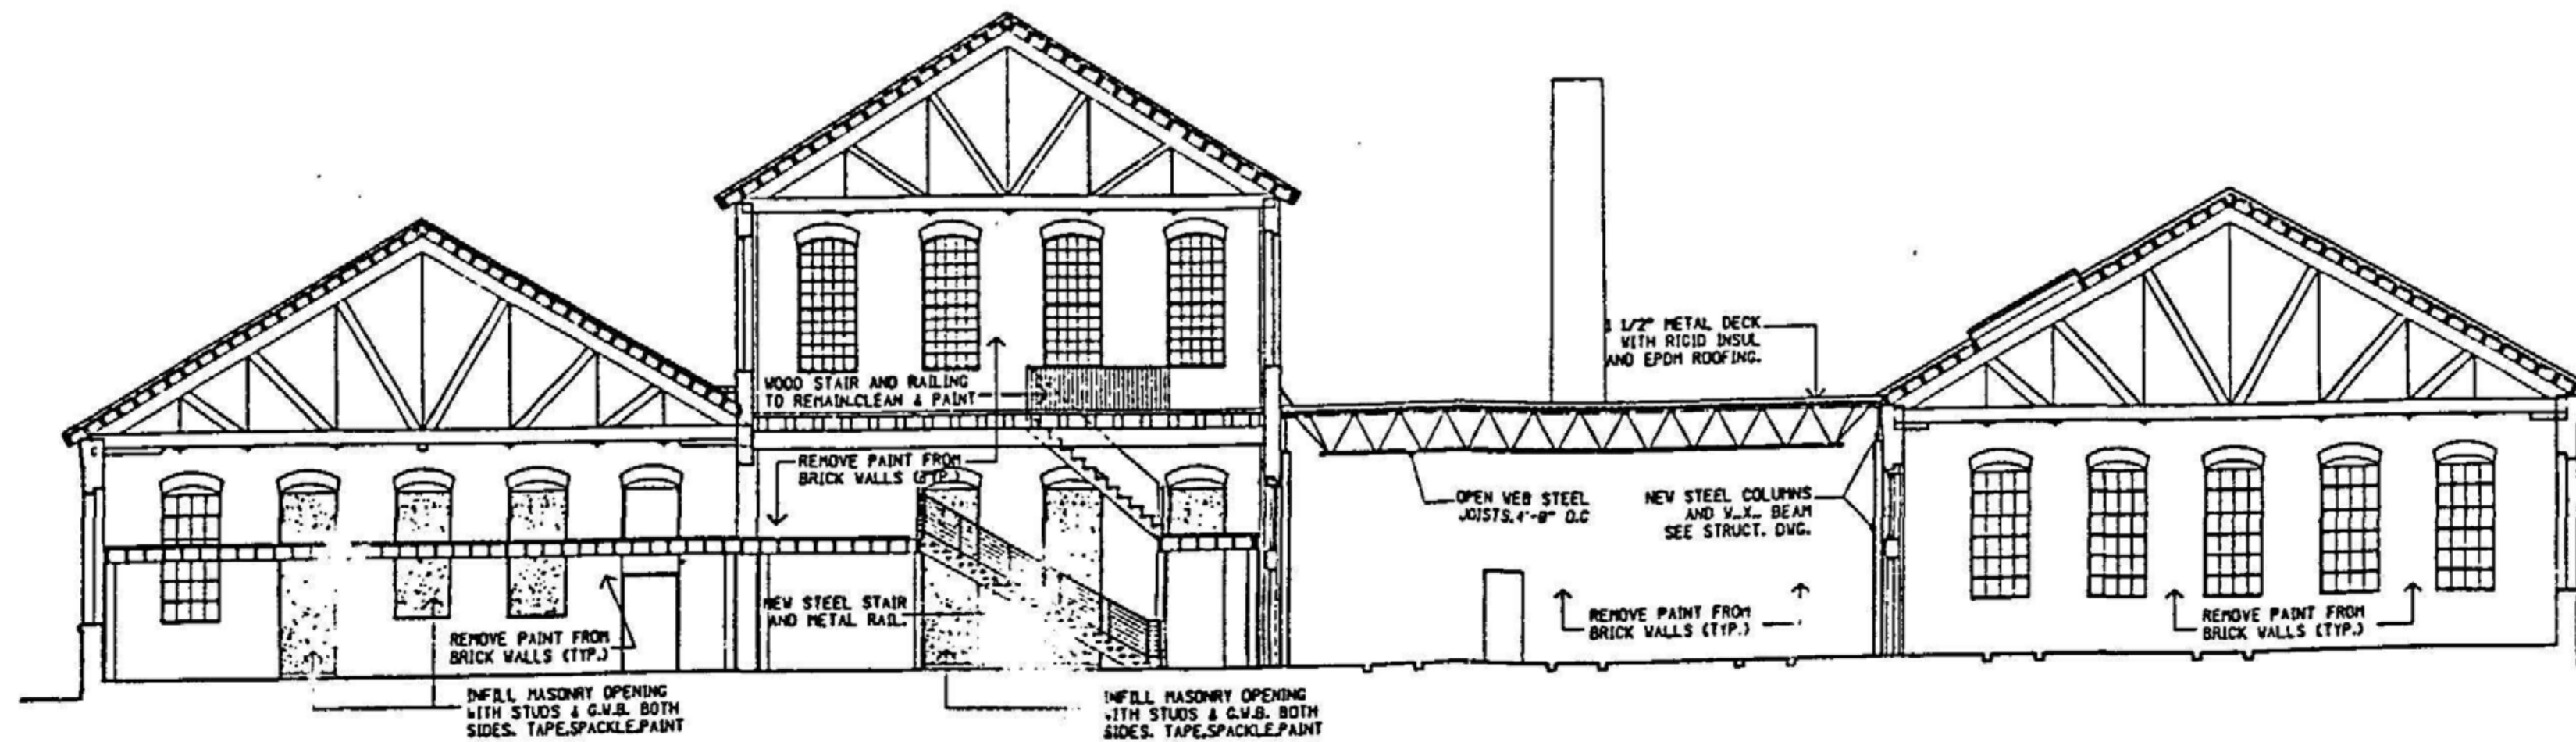 1 1/2" METAL DECK
WITH RIGID INSUL
AND EPDM ROOFING.
WOOD STAIR AND RAILING
TO REMAIN.CLEAN & PAINT
REMOVE PAINT FROM
BRICK WALLS (TYP.)
OPEN WEB STEEL
JOISTS,4'-0" O.C
NEW STEEL COLUMNS
AND W_X_ BEAM
SEE STRUCT. DWG.
NEW STEEL STAIR
AND METAL RAIL.
REMOVE PAINT FROM
BRICK WALLS (TYP.)
REMOVE PAINT FROM
BRICK WALLS (TYP.)
REMOVE PAINT FROM
BRICK WALLS (TYP.)
INFILL MASONRY OPENING
WITH STUDS & G.W.B. BOTH
SIDES. TAPE,SPACKLE,PAINT
INFILL MASONRY OPENING
WITH STUDS & G.W.B. BOTH
SIDES. TAPE,SPACKLE,PAINT